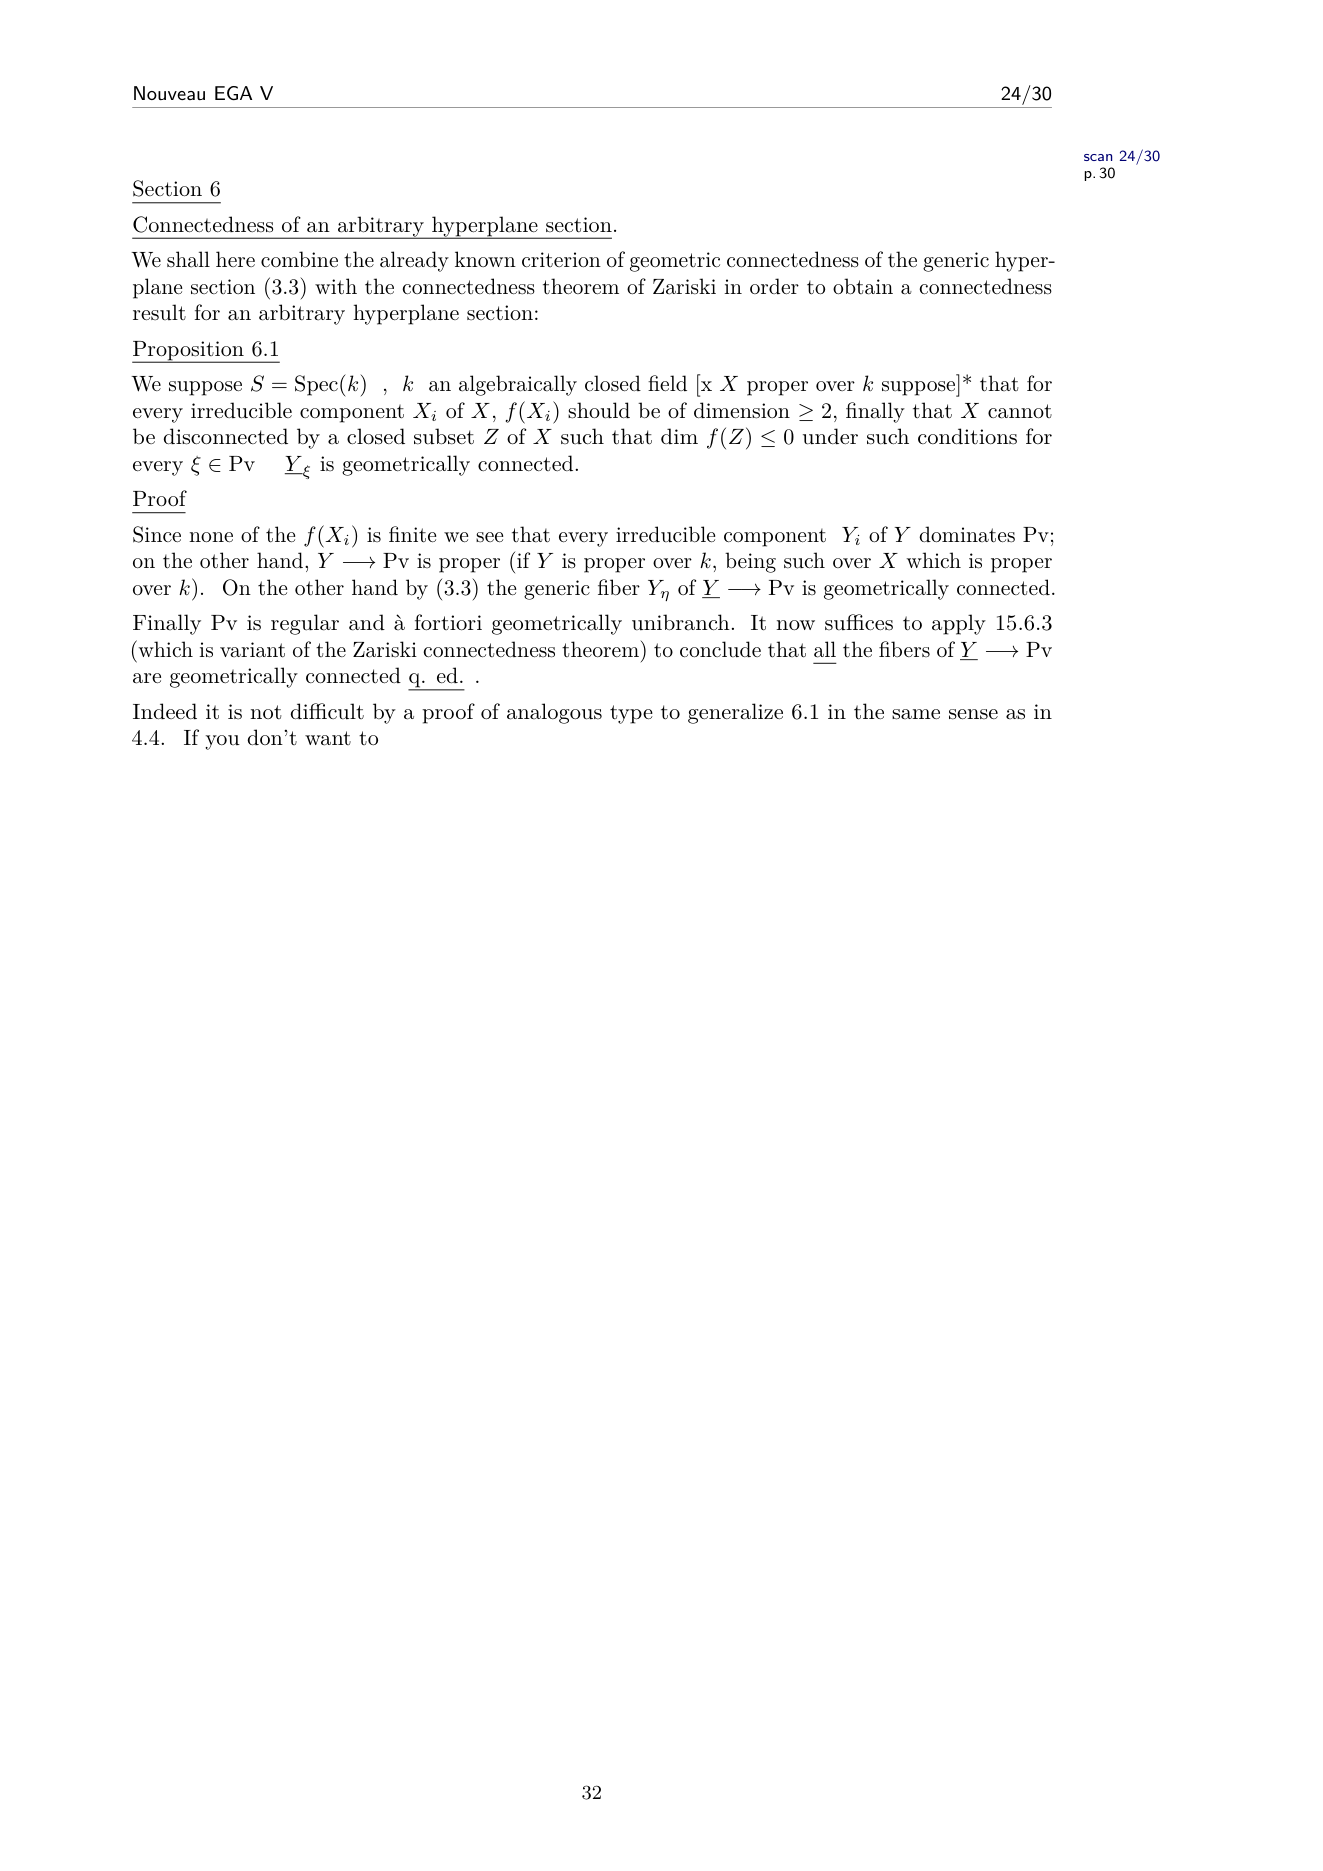 Nouveau EGA V 24/30
scan 24/30
p. 30
Section 6
Connectedness of an arbitrary hyperplane section.
We shall here combine the already known criterion of geometric connectedness of the generic hyper-
plane section (3.3) with the connectedness theorem of Zariski in order to obtain a connectedness
result for an arbitrary hyperplane section:
Proposition 6.1
We suppose S = Spec(k) , k an algebraically closed field [x X proper over k suppose]* that for
every irreducible component Xᵢ of X, f(Xᵢ) should be of dimension ≥ 2, finally that X cannot
be disconnected by a closed subset Z of X such that dim f(Z) ≤ 0 under such conditions for
every ξ ∈ Pv Y_ξ is geometrically connected.
Proof
Since none of the f(Xᵢ) is finite we see that every irreducible component Yᵢ of Y dominates Pv;
on the other hand, Y ⟶ Pv is proper (if Y is proper over k, being such over X which is proper
over k). On the other hand by (3.3) the generic fiber Y_η of Y ⟶ Pv is geometrically connected.
Finally Pv is regular and à fortiori geometrically unibranch. It now suffices to apply 15.6.3
(which is variant of the Zariski connectedness theorem) to conclude that all the fibers of Y ⟶ Pv
are geometrically connected q. ed. .
Indeed it is not difficult by a proof of analogous type to generalize 6.1 in the same sense as in
4.4. If you don't want to
32